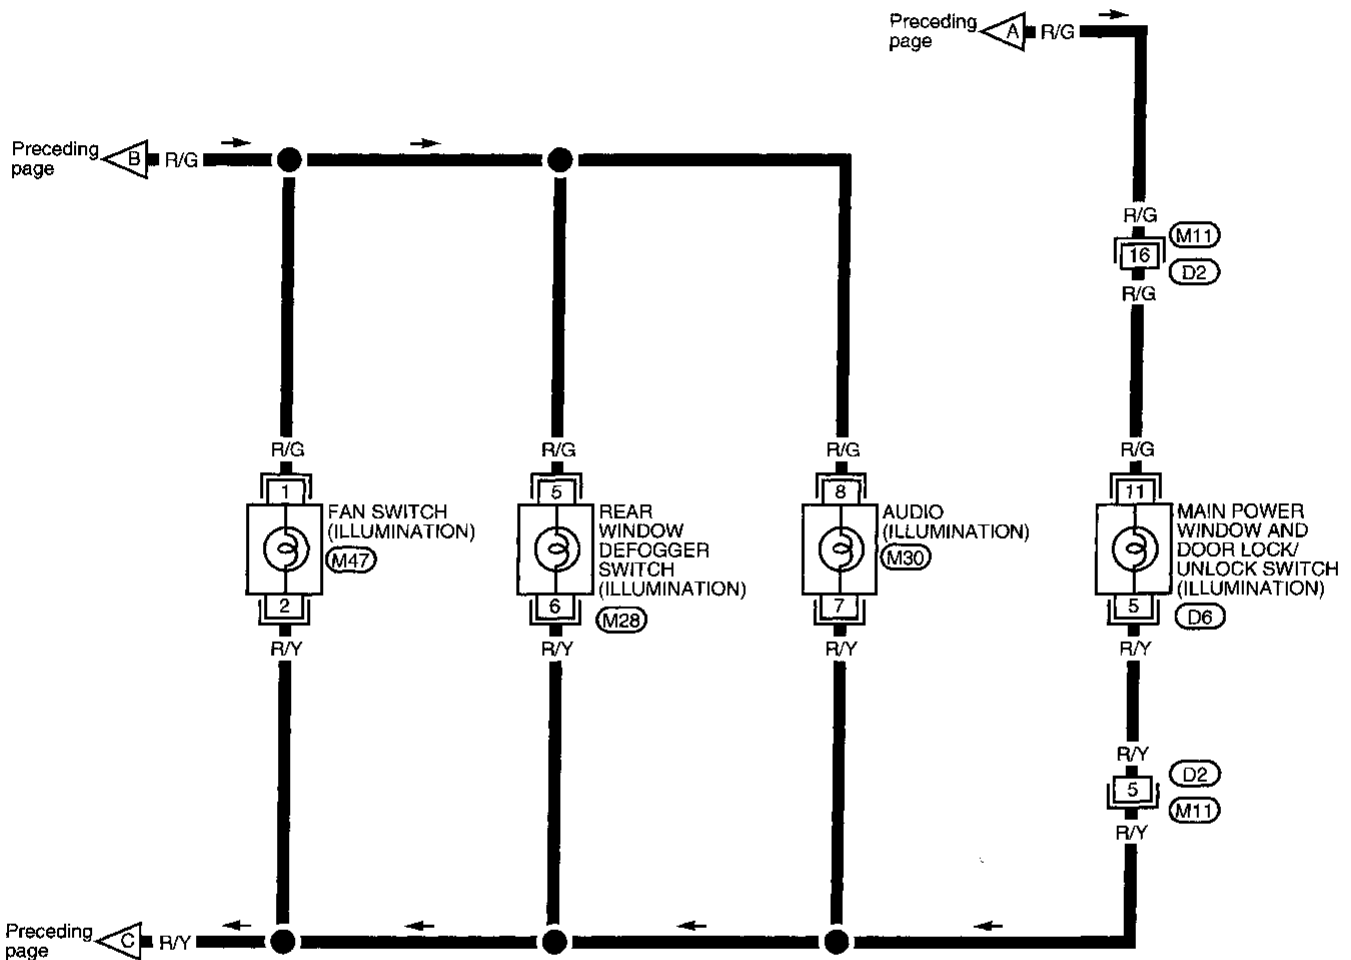 Preceding
page
A
R/G
Preceding
page
B
R/G
R/G
M11
16
D2
R/G
R/G
R/G
R/G
R/G
1
5
8
11
FAN SWITCH
(ILLUMINATION)
M47
REAR
WINDOW
DEFOGGER
SWITCH
(ILLUMINATION)
M28
AUDIO
(ILLUMINATION)
M30
MAIN POWER
WINDOW AND
DOOR LOCK/
UNLOCK SWITCH
(ILLUMINATION)
D6
2
6
7
5
R/Y
R/Y
R/Y
R/Y
R/Y
D2
5
M11
R/Y
Preceding
page
C
R/Y